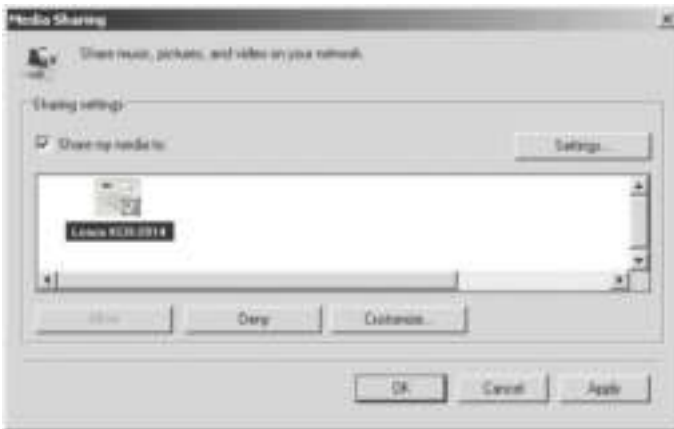 Media Sharing
Share music, pictures, and video on your network.
Sharing settings
Share my media to:
Settings...
Allow
Deny
Customize...
OK
Cancel
Apply